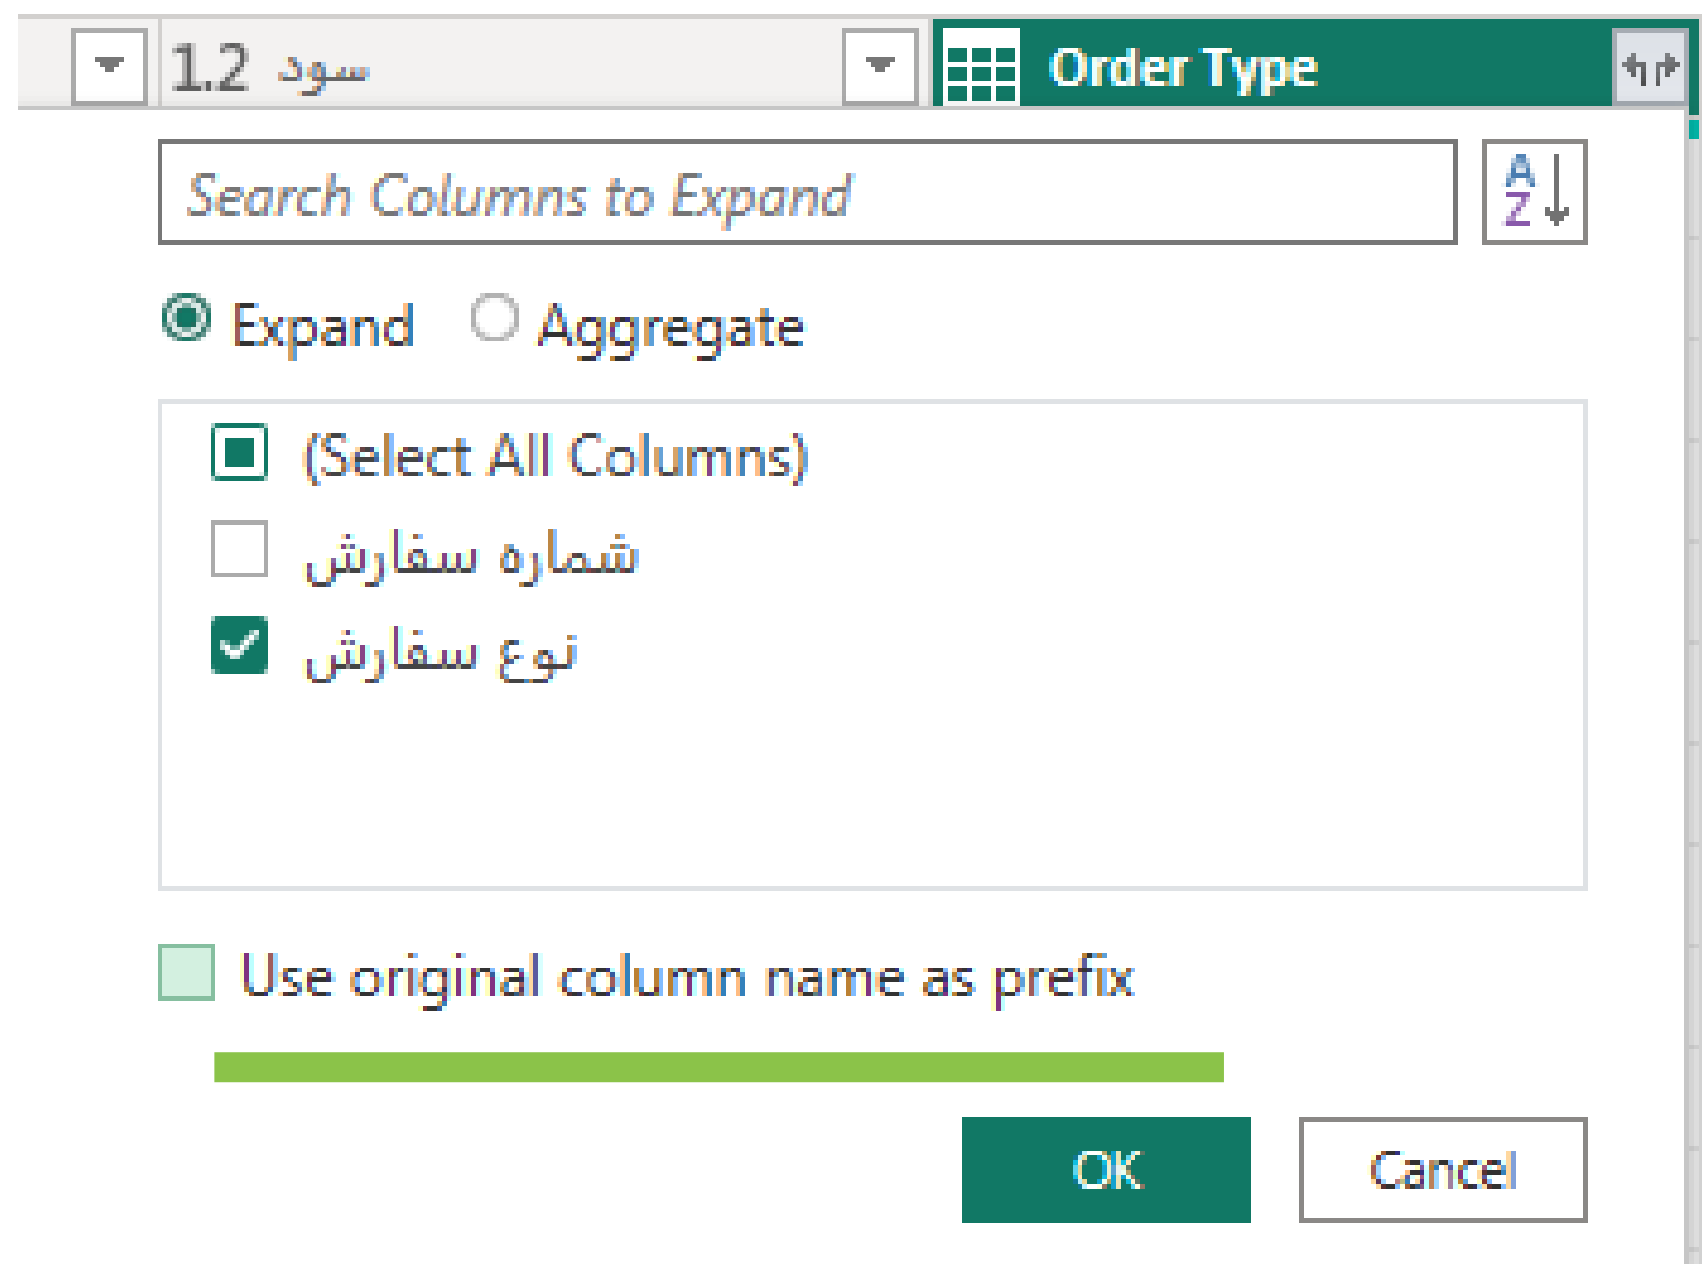 1.2 سود Order Type
Search Columns to Expand
A
Z
Expand Aggregate
(Select All Columns)
شماره سفارش
نوع سفارش
Use original column name as prefix
OK Cancel